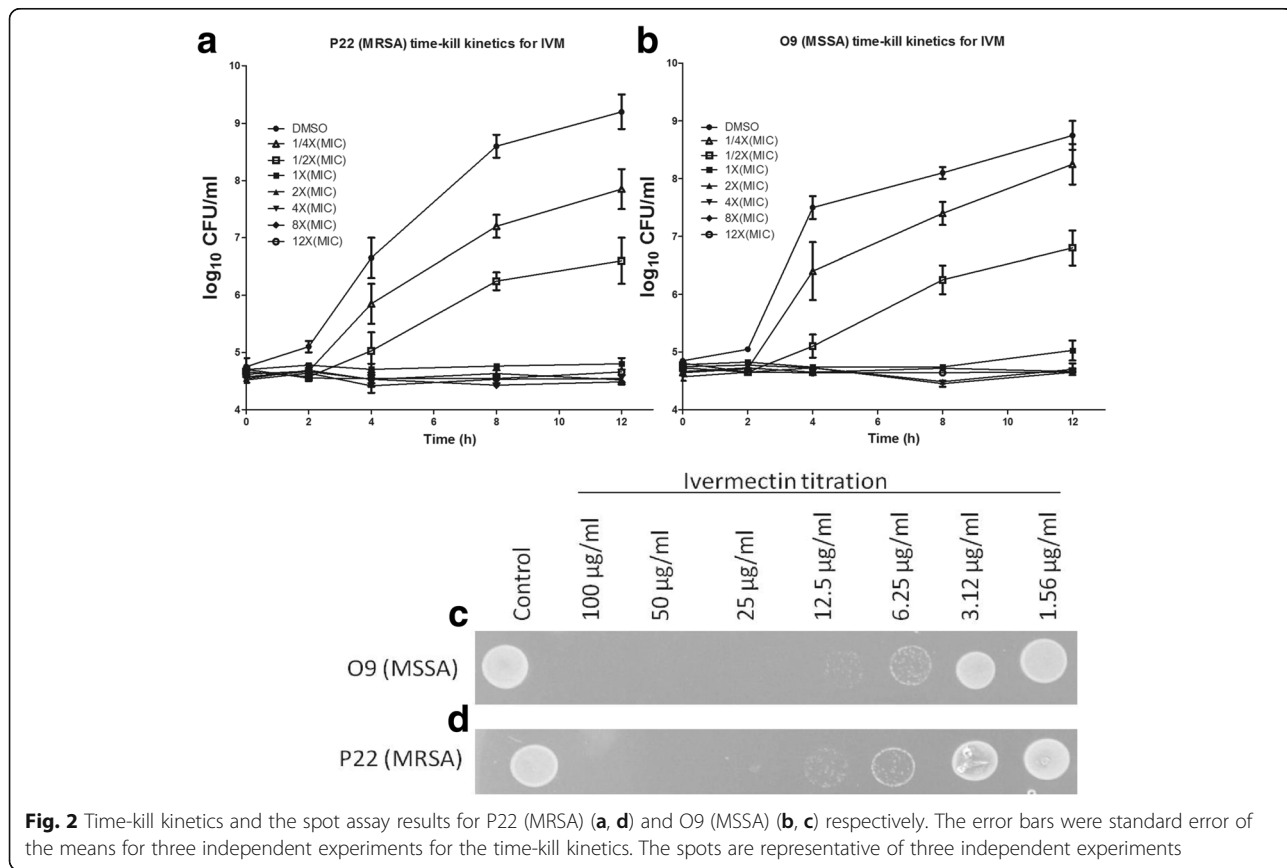 a
P22 (MRSA) time-kill kinetics for IVM
log10 CFU/ml
10
9
8
7
6
5
4
DMSO
1/4X(MIC)
1/2X(MIC)
1X(MIC)
2X(MIC)
4X(MIC)
8X(MIC)
12X(MIC)
0 2 4 6 8 10 12
Time (h)
b
O9 (MSSA) time-kill kinetics for IVM
log10 CFU/ml
10
9
8
7
6
5
4
DMSO
1/4X(MIC)
1/2X(MIC)
1X(MIC)
2X(MIC)
4X(MIC)
8X(MIC)
12X(MIC)
0 2 4 6 8 10 12
Time (h)
Ivermectin titration
Control
100 µg/ml
50 µg/ml
25 µg/ml
12.5 µg/ml
6.25 µg/ml
3.12 µg/ml
1.56 µg/ml
c
O9 (MSSA)
d
P22 (MRSA)
Fig. 2 Time-kill kinetics and the spot assay results for P22 (MRSA) (a, d) and O9 (MSSA) (b, c) respectively. The error bars were standard error of
the means for three independent experiments for the time-kill kinetics. The spots are representative of three independent experiments